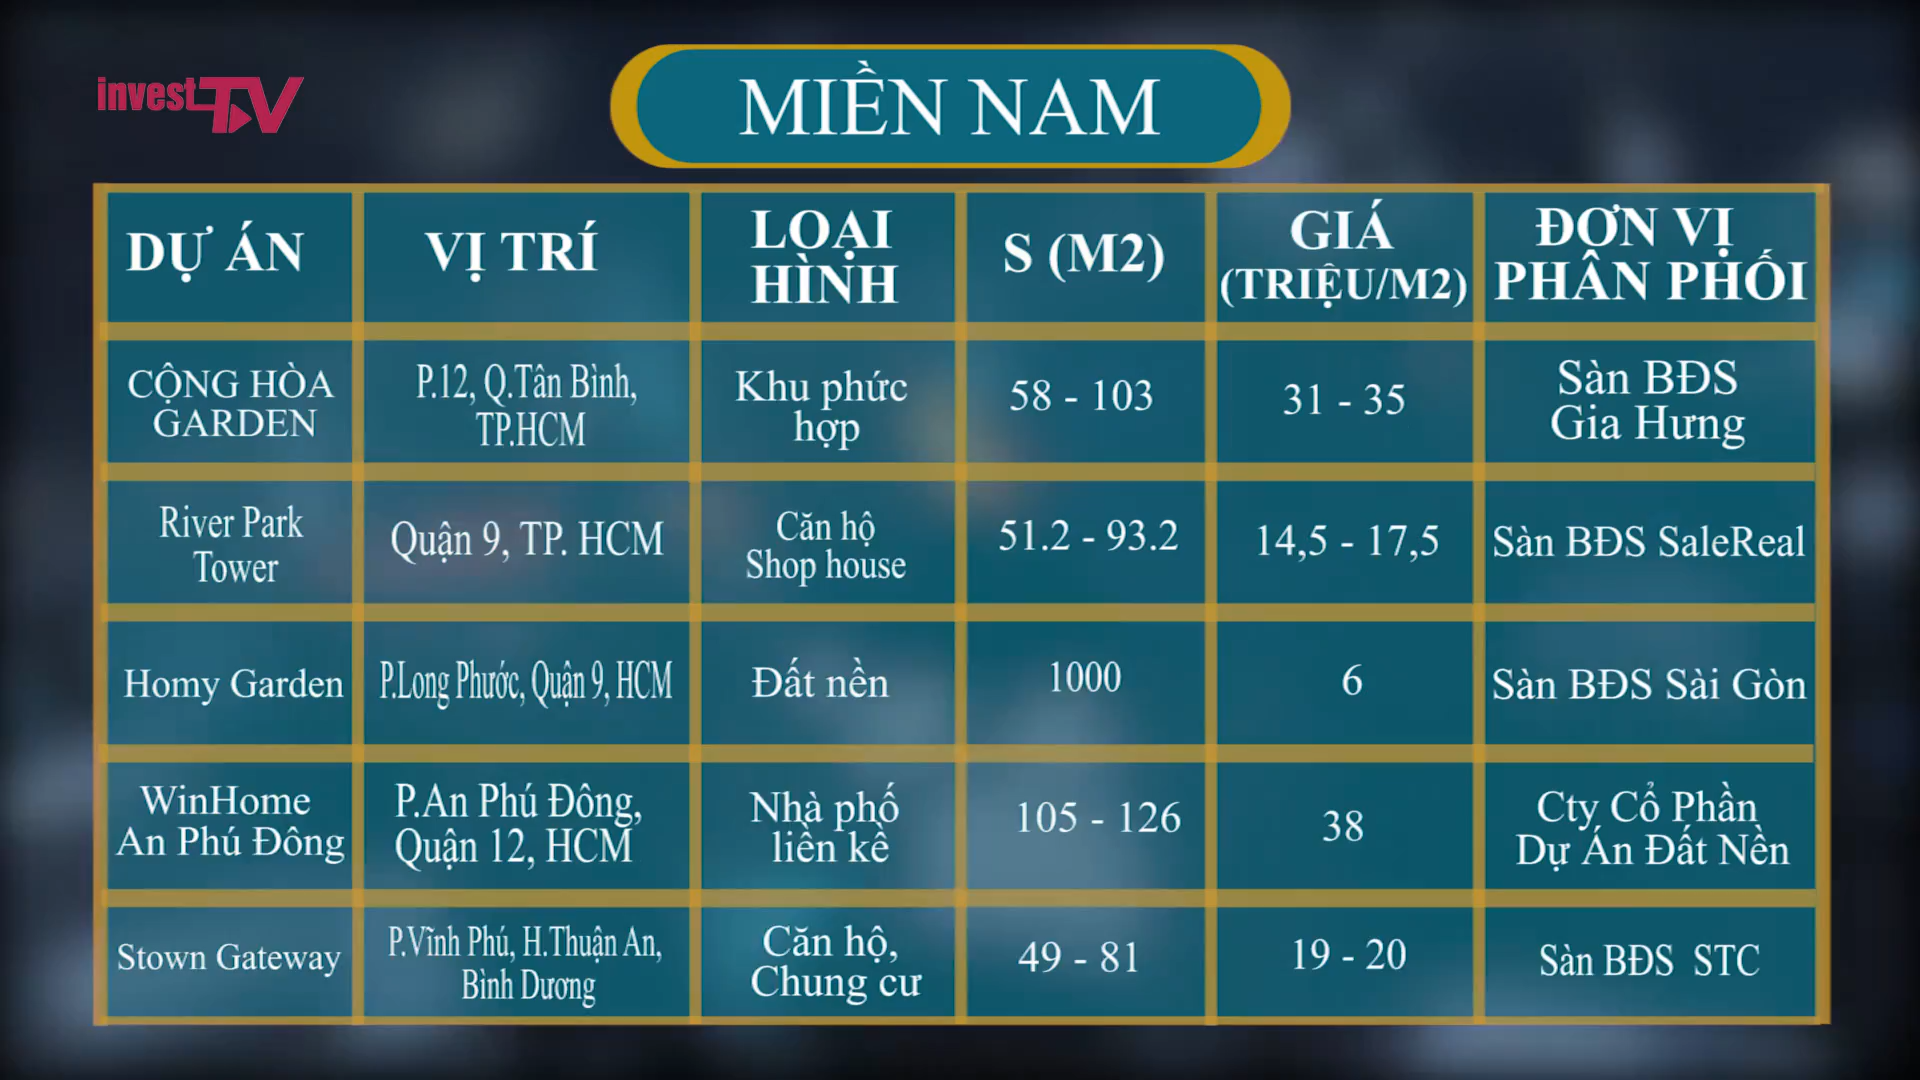 invest TV
MIỀN NAM
DỰ ÁN
VỊ TRÍ
LOẠI
HÌNH
S (M2)
GIÁ
(TRIỆU/M2)
ĐƠN VỊ
PHÂN PHỐI
CỘNG HÒA
GARDEN
P.12, Q.Tân Bình,
TP.HCM
Khu phức
hợp
58 - 103
31 - 35
Sàn BĐS
Gia Hưng
River Park
Tower
Quận 9, TP. HCM
Căn hộ
Shop house
51.2 - 93.2
14,5 - 17,5
Sàn BĐS SaleReal
Homy Garden
P.Long Phước, Quận 9, HCM
Đất nền
1000
6
Sàn BĐS Sài Gòn
WinHome
An Phú Đông
P.An Phú Đông,
Quận 12, HCM
Nhà phố
liền kề
105 - 126
38
Cty Cổ Phần
Dự Án Đất Nền
Stown Gateway
P.Vĩnh Phú, H.Thuận An,
Bình Dương
Căn hộ,
Chung cư
49 - 81
19 - 20
Sàn BĐS STC